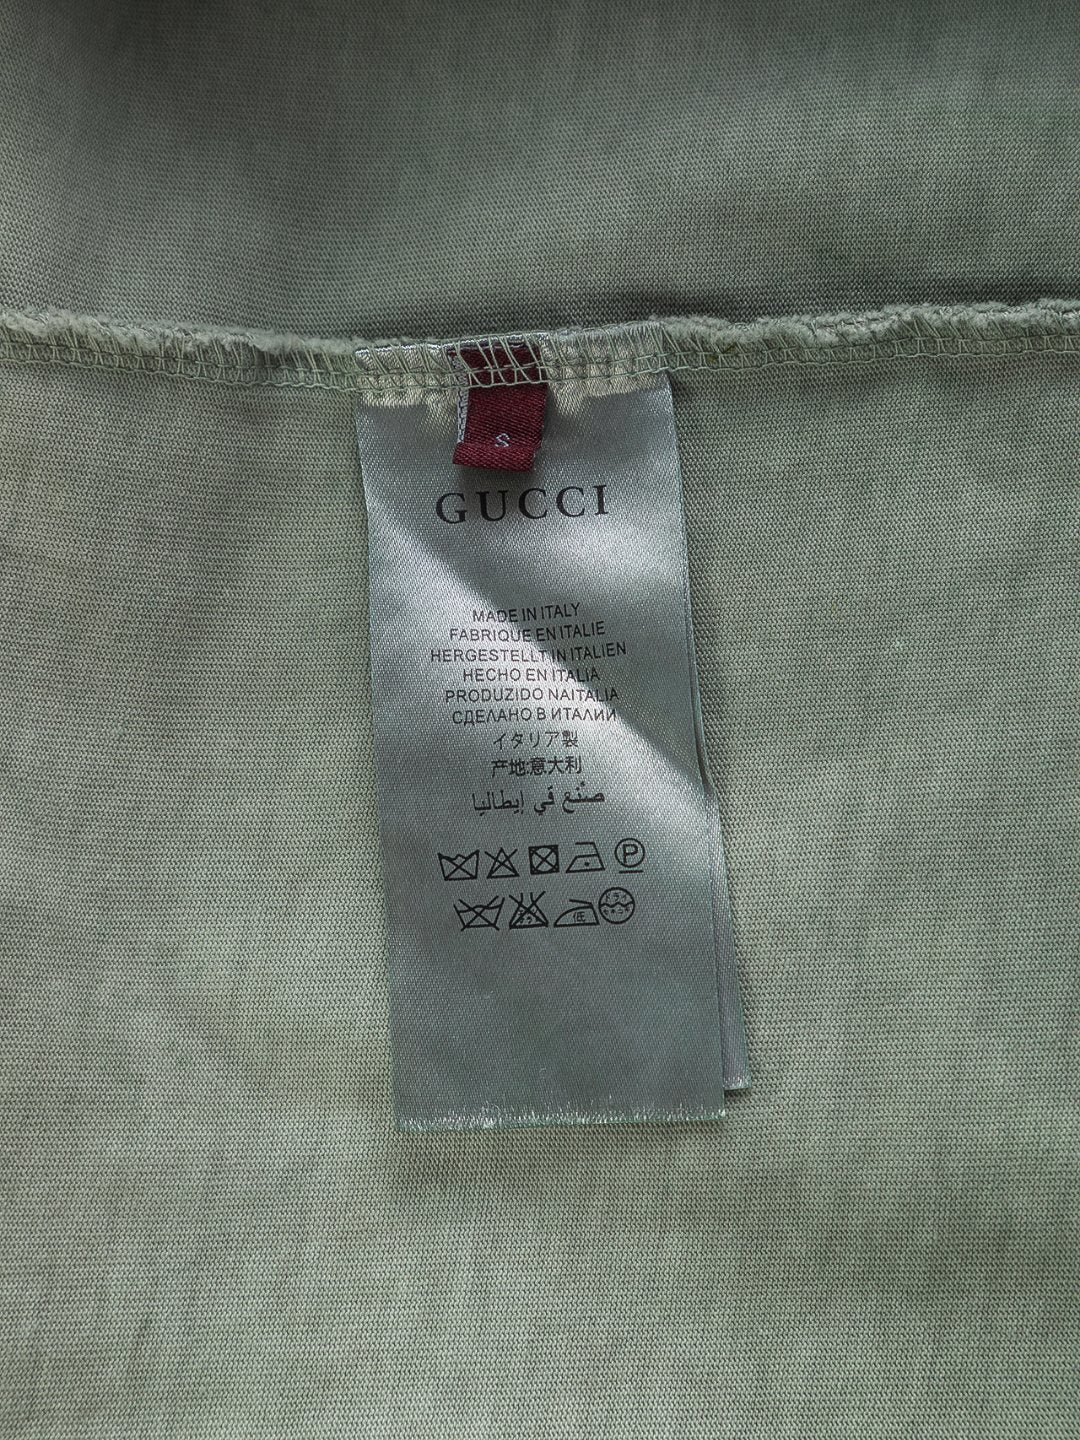 S
GUCCI
MADE IN ITALY
FABRIQUE EN ITALIE
HERGESTELLT IN ITALIEN
HECHO EN ITALIA
PRODUZIDO NAITALIA
СДЕЛАНО В ИТАЛИИ
イタリア製
产地:意大利
صنع في إيطاليا
P
低